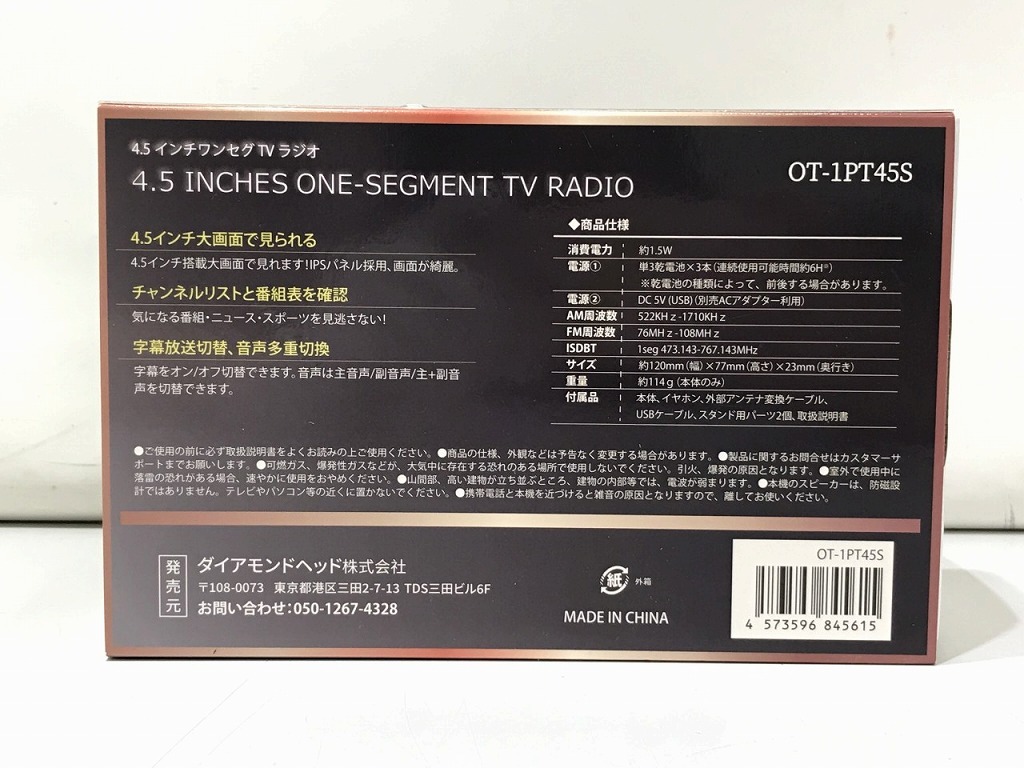 4.5 インチワンセグ TV ラジオ
4.5 INCHES ONE-SEGMENT TV RADIO
OT-1PT45S
4.5インチ大画面で見られる
4.5インチ搭載大画面で見れます!IPSパネル採用、画面が綺麗。
チャンネルリストと番組表を確認
気になる番組・ニュース・スポーツを見逃さない!
字幕放送切替、音声多重切換
字幕をオン/オフ切替できます。音声は主音声/副音声/主+副音
声を切替できます。
◆商品仕様
消費電力 約1.5W
電源① 単3乾電池×3本(連続使用可能時間約6H※)
※乾電池の種類によって、前後する場合があります。
電源② DC 5V (USB)(別売ACアダプター利用)
AM周波数 522KHz-1710KHz
FM周波数 76MHz-108MHz
ISDBT 1seg 473.143-767.143MHz
サイズ 約120mm(幅)×77mm(高さ)×23mm(奥行き)
重量 約114g(本体のみ)
付属品 本体、イヤホン、外部アンテナ変換ケーブル、
USBケーブル、スタンド用パーツ2個、取扱説明書
●ご使用の前に必ず取扱説明書をよくお読みの上ご使用ください。●商品の仕様、外観などは予告なく変更する場合があります。●製品に関するお問合せはカスタマーサ
ポートまでお願いします。●可燃ガス、爆発性ガスなどが、大気中に存在する恐れのある場所で使用しないでください。引火、爆発の原因となります。●室外で使用中に
落雷の恐れがある場合、速やかに使用をおやめください。●山間部、高い建物が立ち並ぶところ、建物の内部等では、電波が弱まります。●本機のスピーカーは、防磁設
計ではありません。テレビやパソコン等の近くに置かないでください。●携帯電話と本機を近づけると雑音の原因となりますので、離してお使いください。
発売元
ダイアモンドヘッド株式会社
〒108-0073 東京都港区三田2-7-13 TDS三田ビル6F
お問い合わせ:050-1267-4328
紙 外箱
MADE IN CHINA
OT-1PT45S
4 573596 845615